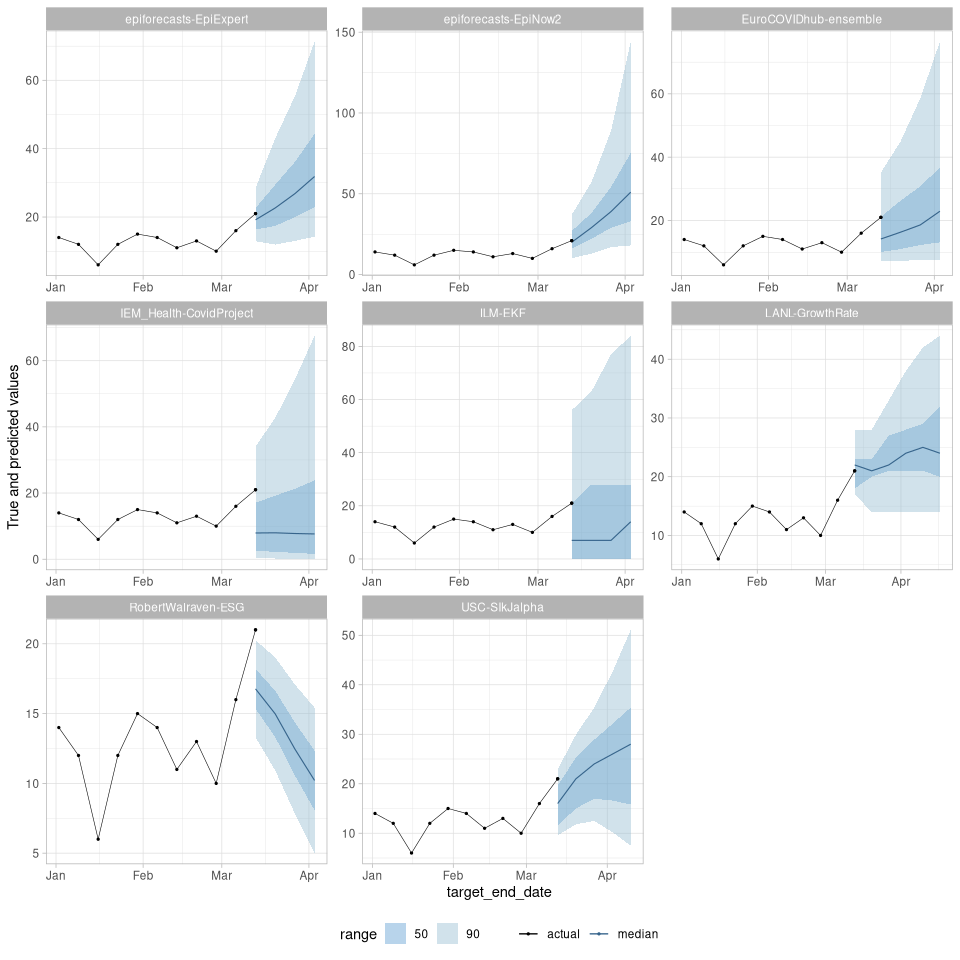 epiforecasts-EpiExpert
epiforecasts-EpiNow2
EuroCOVIDhub-ensemble
60
40
20
Jan Feb Mar Apr
150
100
50
0
Jan Feb Mar Apr
60
40
20
Jan Feb Mar Apr
IEM_Health-CovidProject
ILM-EKF
LANL-GrowthRate
True and predicted values
60
40
20
0
Jan Feb Mar Apr
80
60
40
20
0
Jan Feb Mar Apr
40
30
20
10
Jan Feb Mar Apr
RobertWalraven-ESG
USC-SIkJalpha
20
15
10
5
Jan Feb Mar Apr
50
40
30
20
10
Jan Feb Mar Apr
target_end_date
range 50 90 actual median